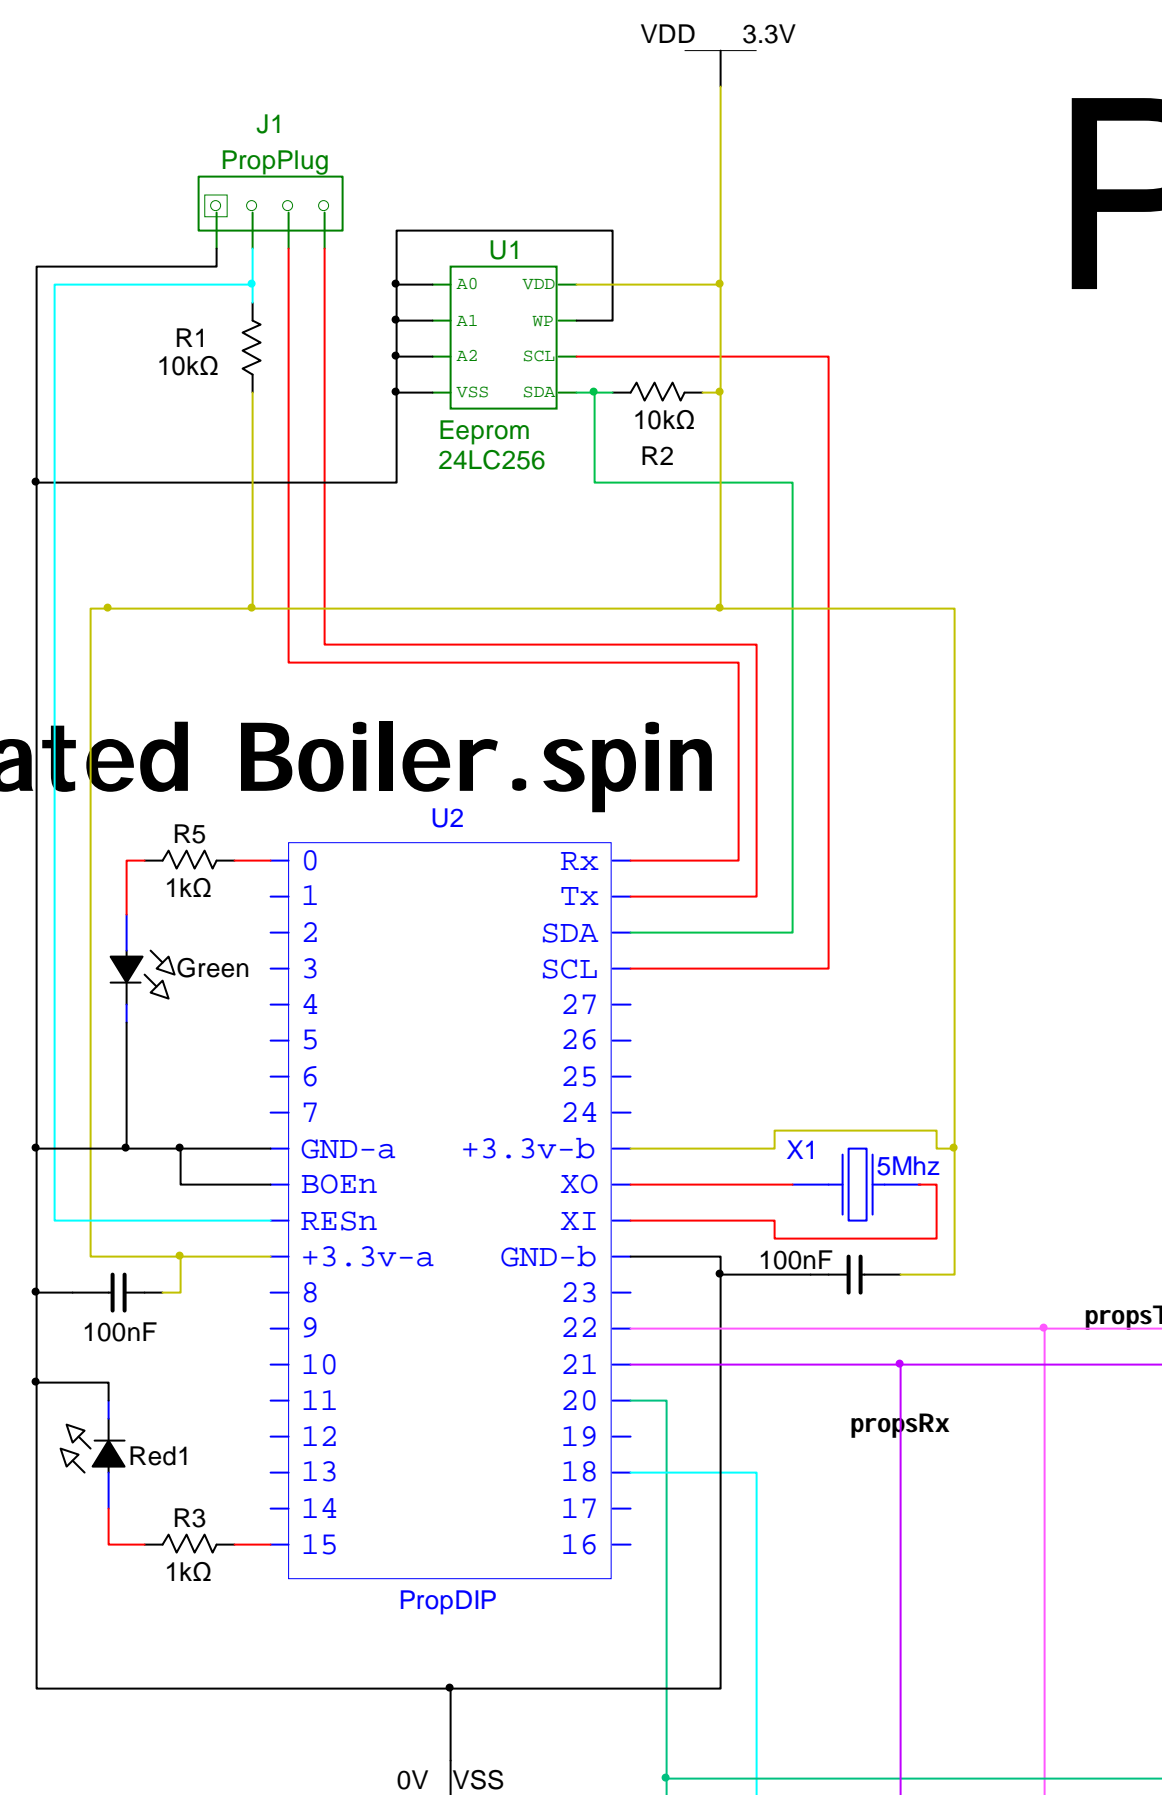 VDD 3.3V
P
J1
PropPlug
U1
A0 VDD
A1 WP
A2 SCL
VSS SDA
R1
10kΩ
10kΩ
R2
Eeprom
24LC256
ated Boiler.spin
U2
R5
1kΩ
Green
0 Rx
1 Tx
2 SDA
3 SCL
4 27
5 26
6 25
7 24
GND-a +3.3v-b
BOEn XO
RESn XI
+3.3v-a GND-b
8 23
9 22
10 21
11 20
12 19
13 18
14 17
15 16
X1
5Mhz
100nF
100nF
propsT
propsRx
Red1
R3
1kΩ
PropDIP
0V VSS